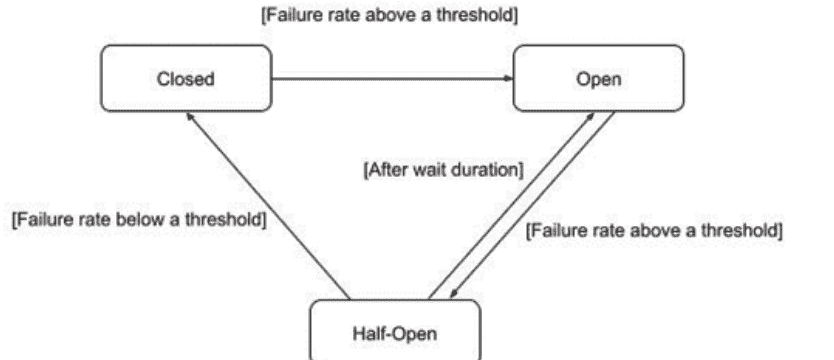 [Failure rate above a threshold]
Closed
Open
[After wait duration]
[Failure rate below a threshold]
[Failure rate above a threshold]
Half-Open